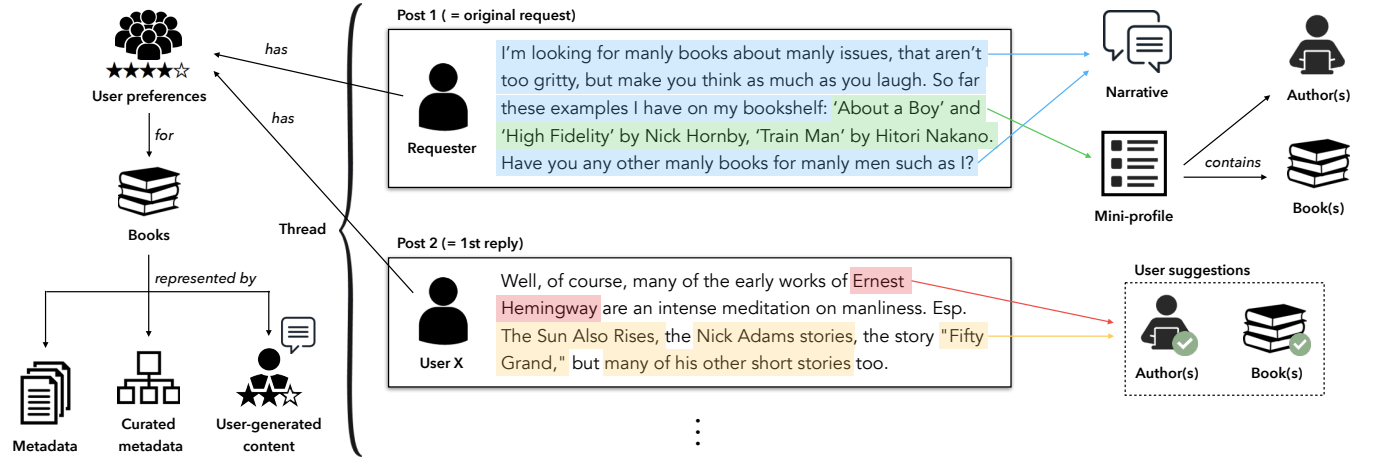 User preferences
has
has
for
Books
represented by
Metadata
Curated
metadata
User-generated
content
Thread
Post 1 ( = original request)
Requester
I’m looking for manly books about manly issues, that aren’t
too gritty, but make you think as much as you laugh. So far
these examples I have on my bookshelf: ‘About a Boy’ and
‘High Fidelity’ by Nick Hornby, ‘Train Man’ by Hitori Nakano.
Have you any other manly books for manly men such as I?
Narrative
Mini-profile
contains
Author(s)
Book(s)
Post 2 (= 1st reply)
User X
Well, of course, many of the early works of Ernest
Hemingway are an intense meditation on manliness. Esp.
The Sun Also Rises, the Nick Adams stories, the story "Fifty
Grand," but many of his other short stories too.
User suggestions
Author(s)
Book(s)